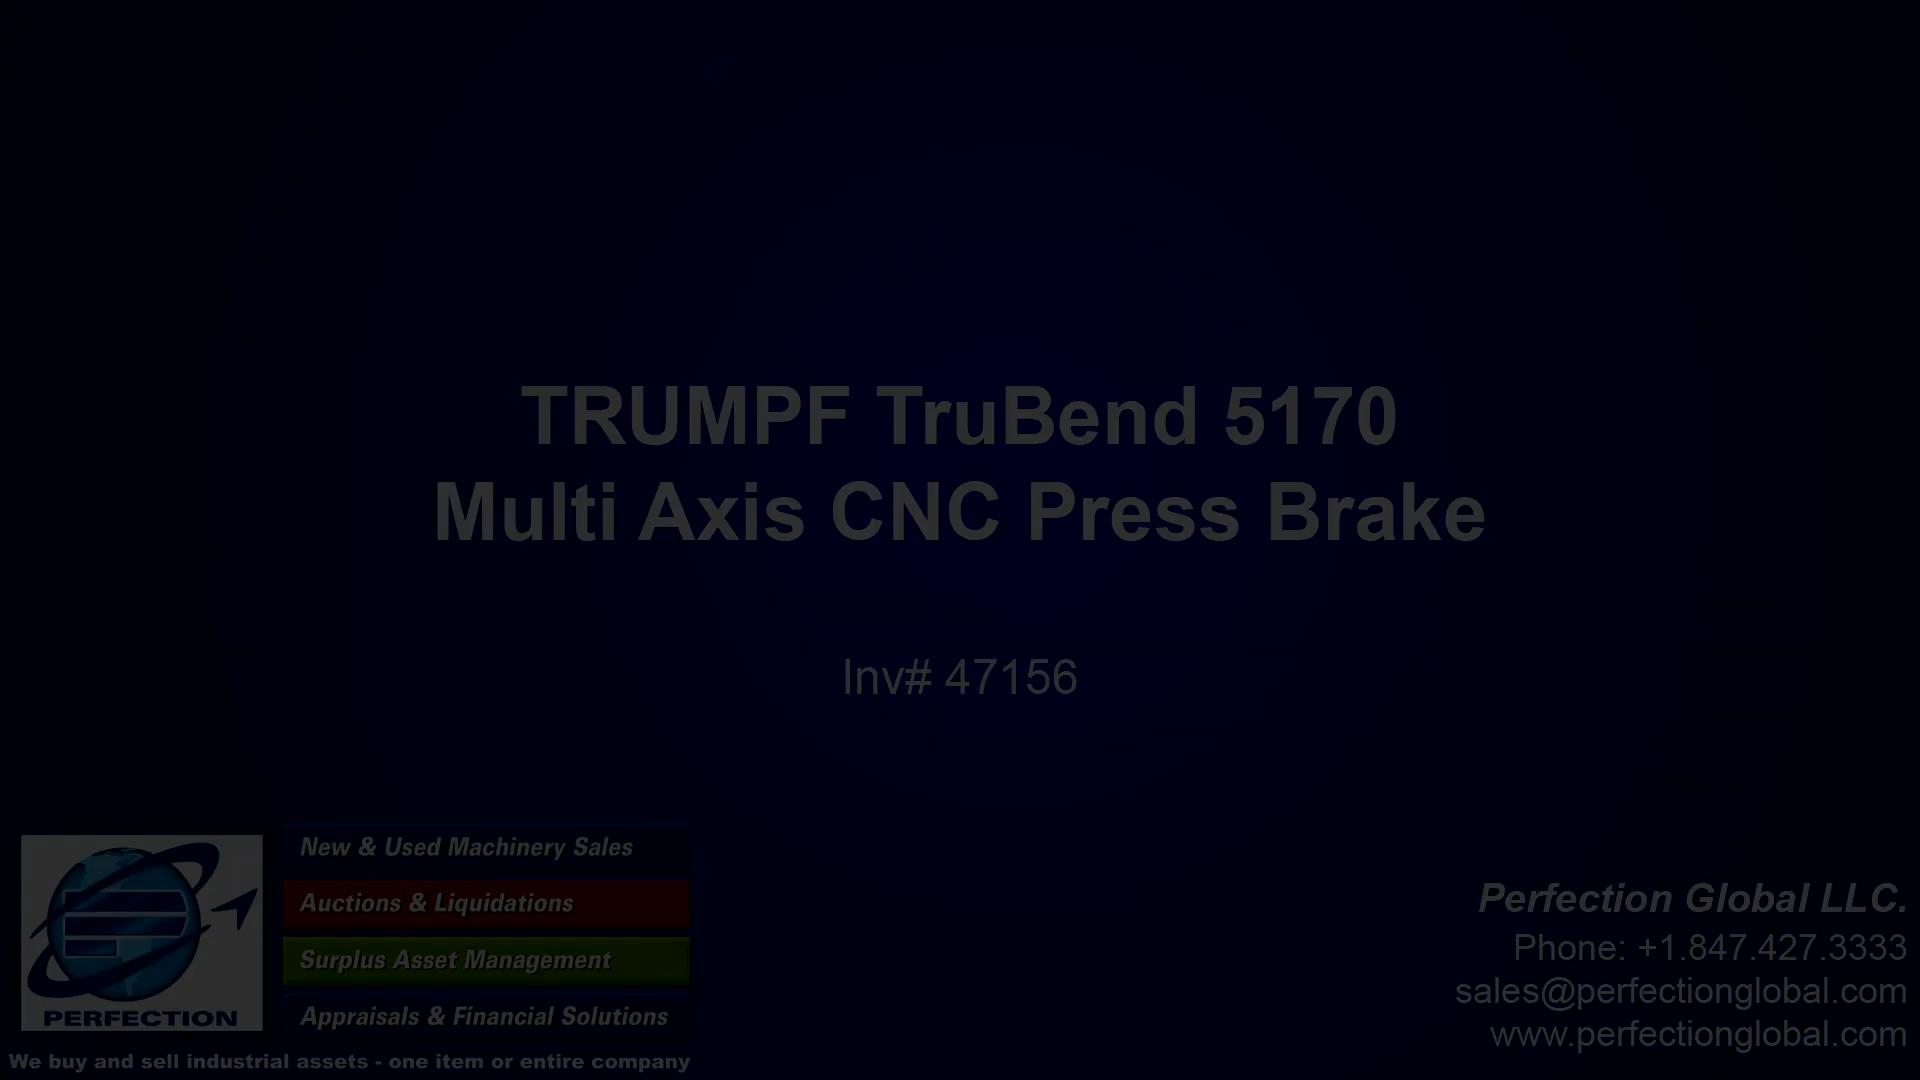 TRUMPF TruBend 5170
Multi Axis CNC Press Brake
Inv# 47156
New & Used Machinery Sales
Auctions & Liquidations
Surplus Asset Management
Appraisals & Financial Solutions
PERFECTION
We buy and sell industrial assets - one item or entire company
Perfection Global LLC.
Phone: +1.847.427.3333
sales@perfectionglobal.com
www.perfectionglobal.com